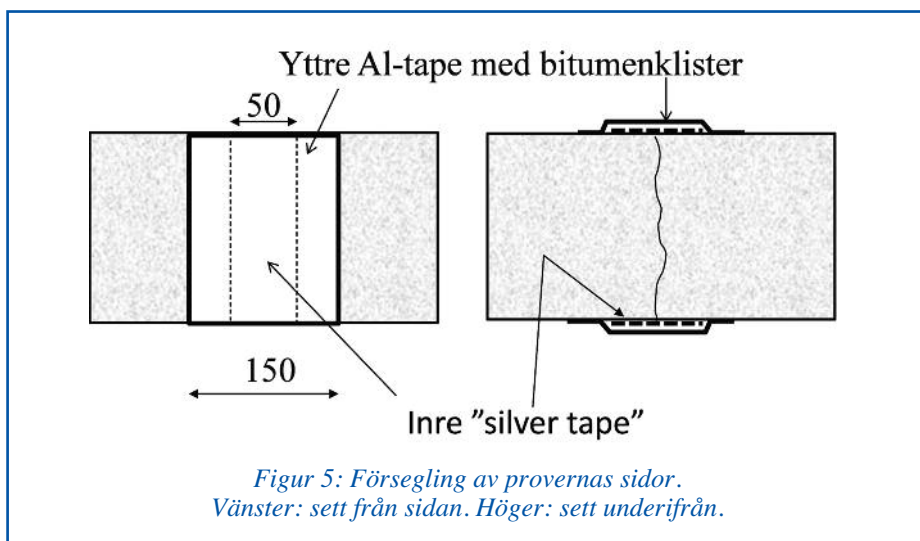 Yttre Al-tape med bitumenklister
50
150
Inre ”silver tape”
Figur 5: Försegling av provernas sidor.
Vänster: sett från sidan. Höger: sett underifrån.